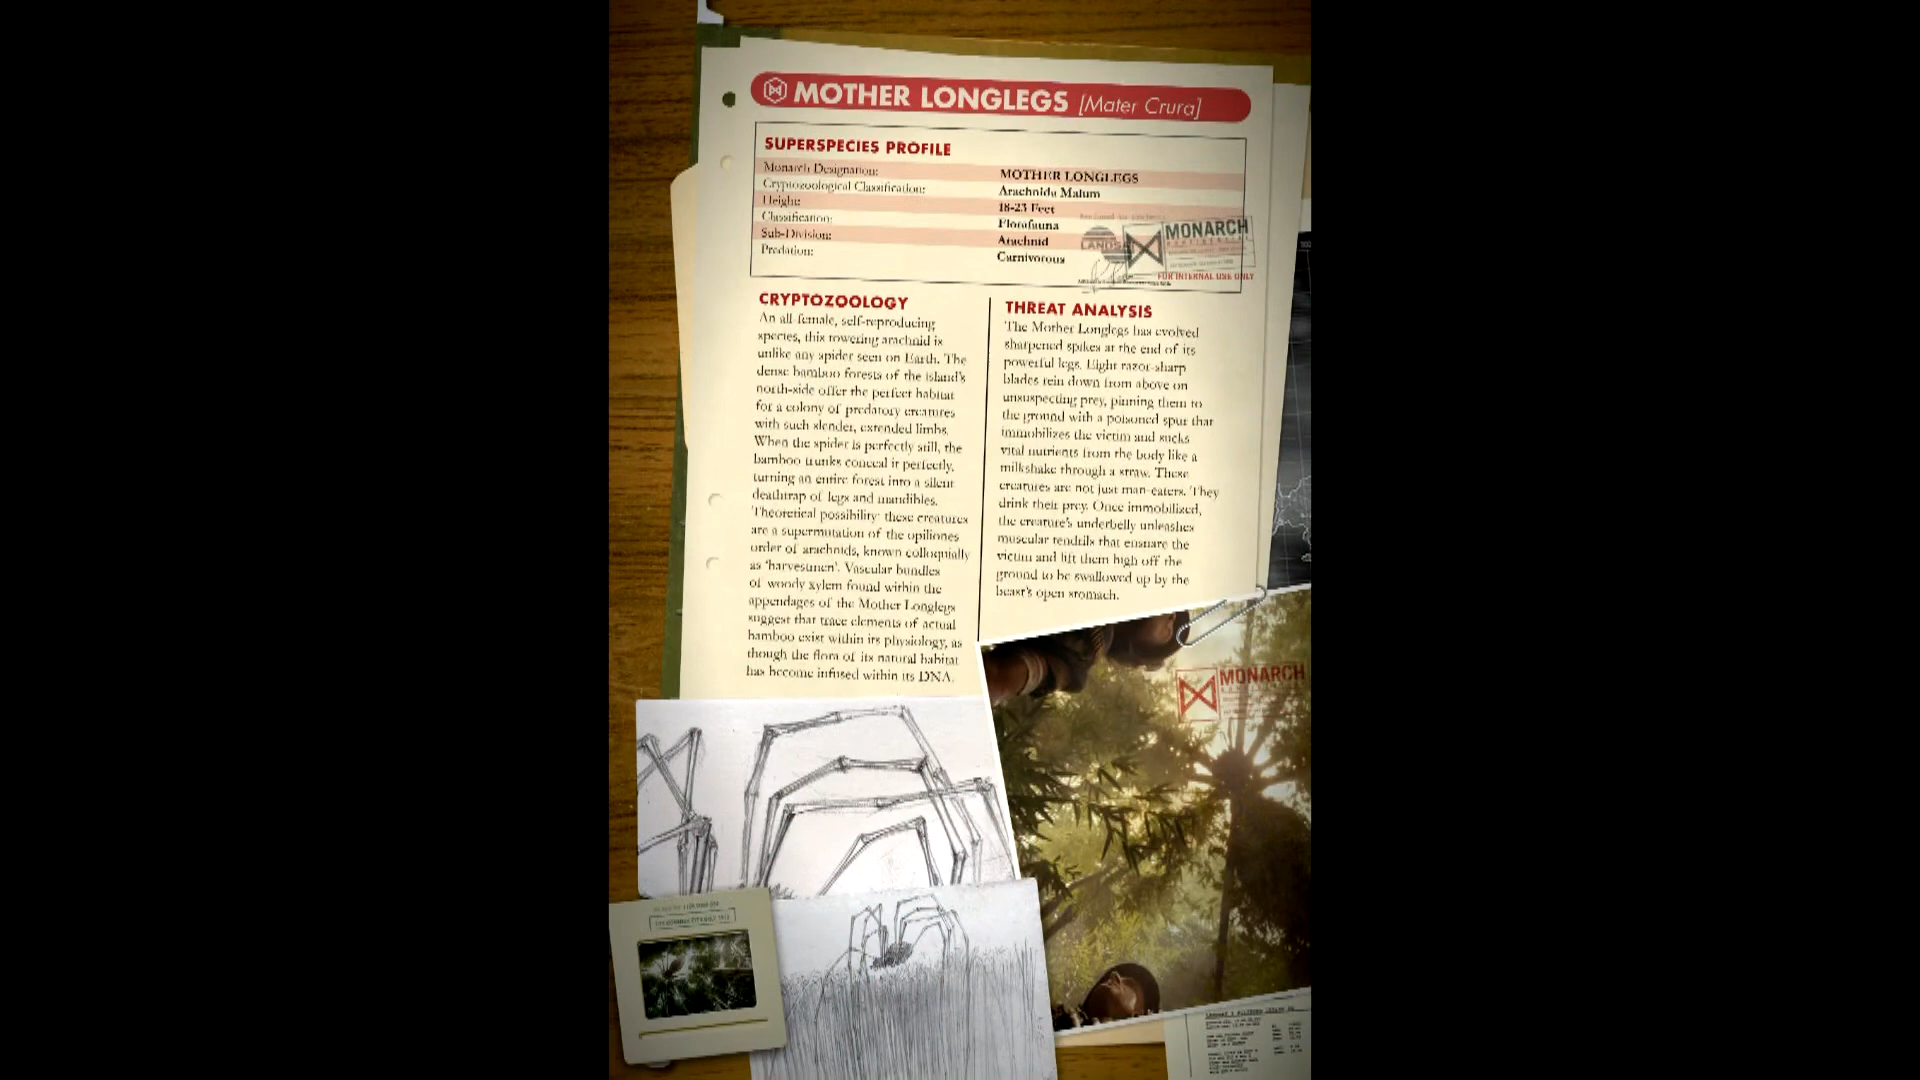 MOTHER LONGLEGS [Mater Crura]
SUPERSPECIES PROFILE
Monarch Designation: MOTHER LONGLEGS
Cryptozoological Classification: Arachnida Malum
Height: 18-23 Feet
Classification: Florafauna
Sub-Division: Arachnid
Predation: Carnivorous
LANDS
MONARCH
FOR INTERNAL USE ONLY
CRYPTOZOOLOGY
An all-female, self-reproducing
species, this towering arachnid is
unlike any spider seen on Earth. The
dense bamboo forests of the island's
north-side offer the perfect habitat
for a colony of predatory creatures
with such slender, extended limbs.
When the spider is perfectly still, the
bamboo trunks conceal it perfectly,
turning an entire forest into a silent
deathtrap of legs and mandibles.
Theoretical possibility: these creatures
are a supermutation of the opiliones
order of arachnids, known colloquially
as 'harvestmen'. Vascular bundles
of woody xylem found within the
appendages of the Mother Longlegs
suggest that trace elements of actual
bamboo exist within its physiology, as
though the flora of its natural habitat
has become infused within its DNA.
THREAT ANALYSIS
The Mother Longlegs has evolved
sharpened spikes at the end of its
powerful legs. Eight razor-sharp
blades rein down from above on
unsuspecting prey, pinning them to
the ground with a poisoned spur that
immobilizes the victim and sucks
vital nutrients from the body like a
milkshake through a straw. These
creatures are not just man-eaters. They
drink their prey. Once immobilized,
the creature's underbelly unleashes
muscular tendrils that ensnare the
victim and lift them high off the
ground to be swallowed up by the
beast's open stomach.
MONARCH